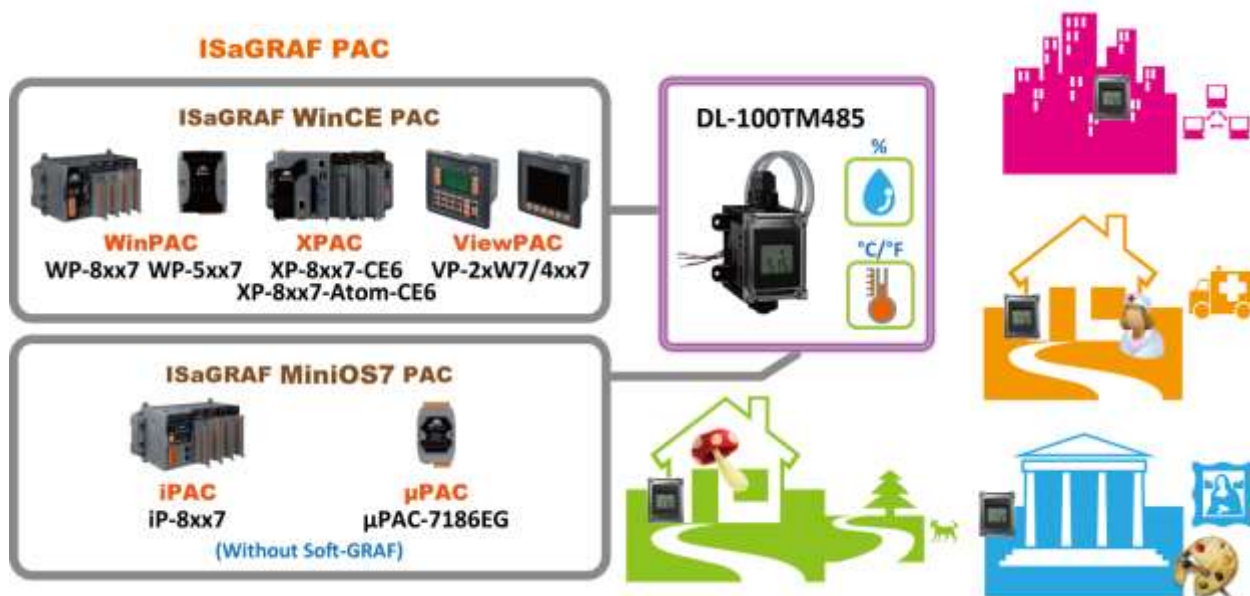 ISaGRAF PAC
ISaGRAF WinCE PAC
WinPAC
WP-8xx7 WP-5xx7
XPAC
XP-8xx7-CE6
XP-8xx7-Atom-CE6
ViewPAC
VP-2xW7/4xx7
ISaGRAF MiniOS7 PAC
iPAC
iP-8xx7
µPAC
µPAC-7186EG
(Without Soft-GRAF)
DL-100TM485
%
°C/°F